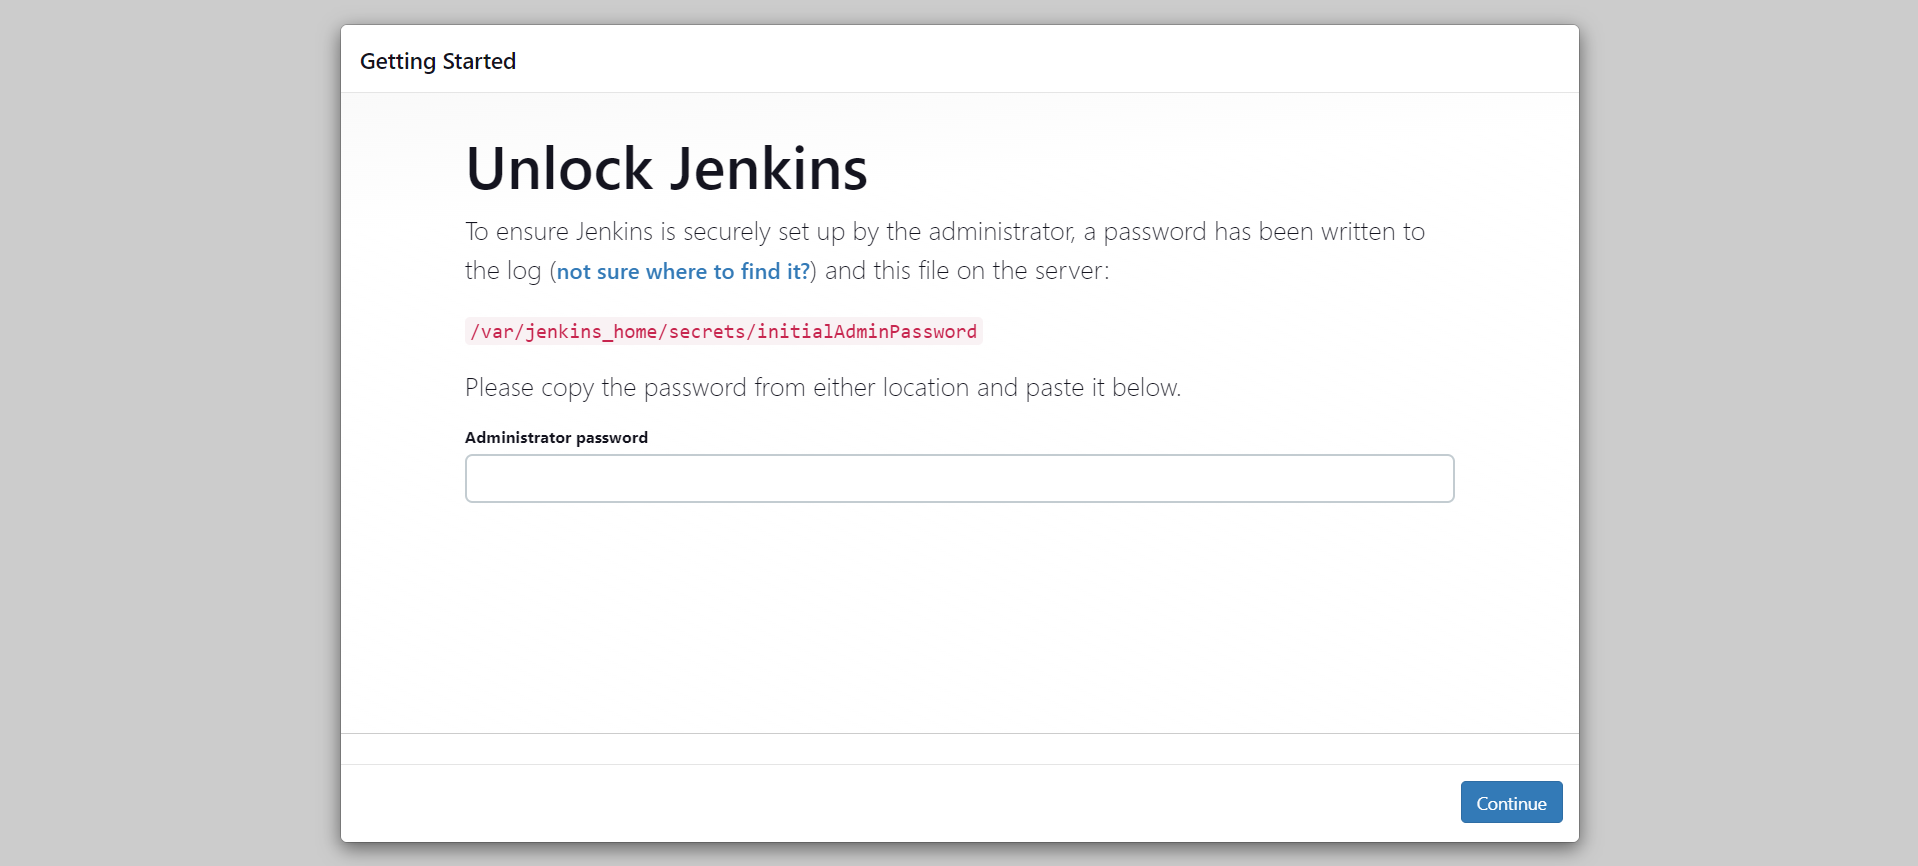 Getting Started
Unlock Jenkins
To ensure Jenkins is securely set up by the administrator, a password has been written to
the log (not sure where to find it?) and this file on the server:
/var/jenkins_home/secrets/initialAdminPassword
Please copy the password from either location and paste it below.
Administrator password
Continue